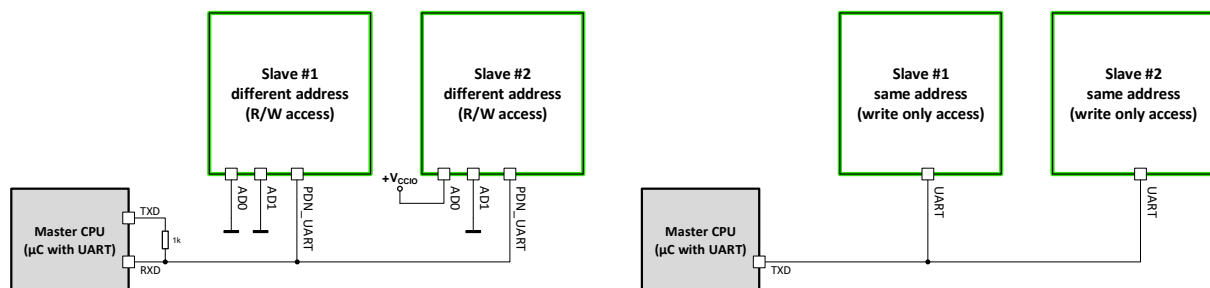 Slave #1
different address
(R/W access)
Slave #2
different address
(R/W access)
+VCCIO
AD0
AD1
PDN_UART
AD0
AD1
PDN_UART
TXD
1k
Master CPU
(µC with UART)
RXD
Slave #1
same address
(write only access)
Slave #2
same address
(write only access)
UART
UART
Master CPU
(µC with UART)
TXD